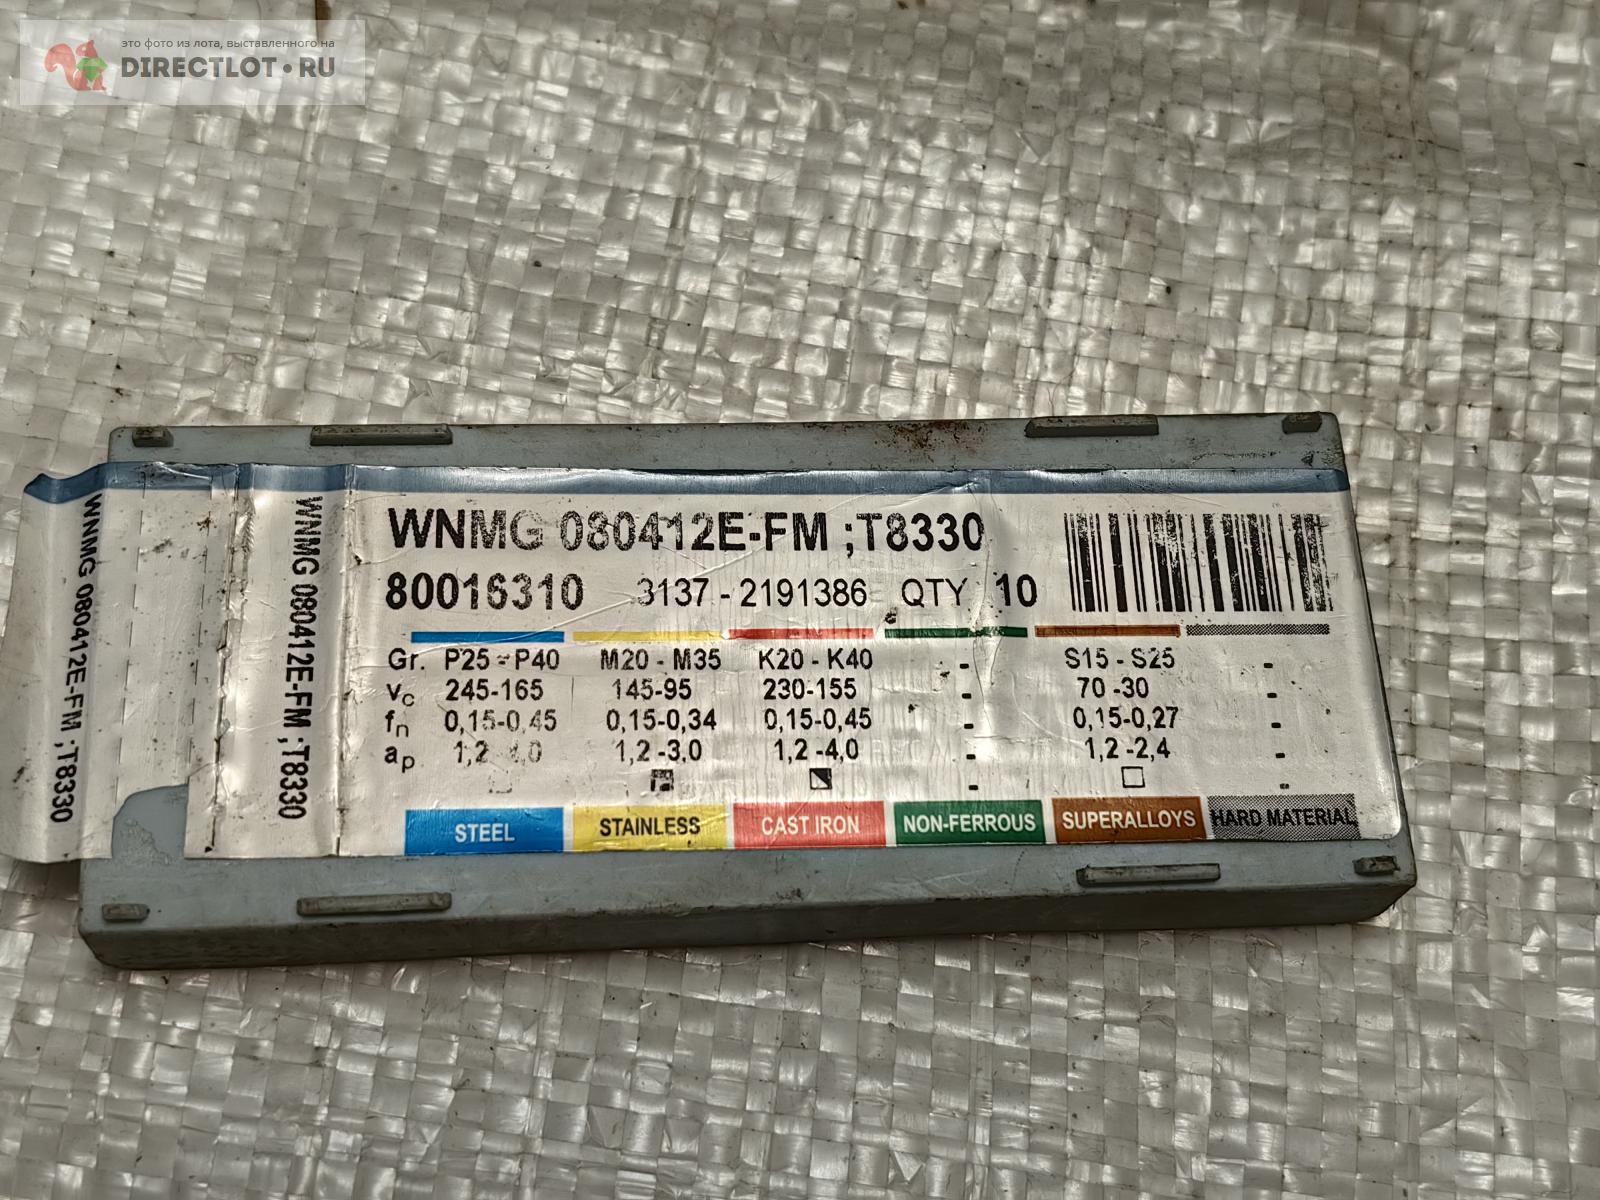 это фото из лота, выставленного на
DIRECTLOT•RU
WNMG 080412E-FM ;T8330
WNMG 080412E-FM ;T8330
WNMG 080412E-FM ;T8330
80016310 3137 - 2191386 QTY 10
Gr. P25 - P40 M20 - M35 K20 - K40 - S15 - S25 -
vc 245-165 145-95 230-155 - 70 -30 -
fn 0,15-0,45 0,15-0,34 0,15-0,45 - 0,15-0,27 -
ap 1,2 1,2 -3,0 1,2 -4,0 - 1,2 -2,4 -
- -
STEEL STAINLESS CAST IRON NON-FERROUS SUPERALLOYS HARD MATERIAL